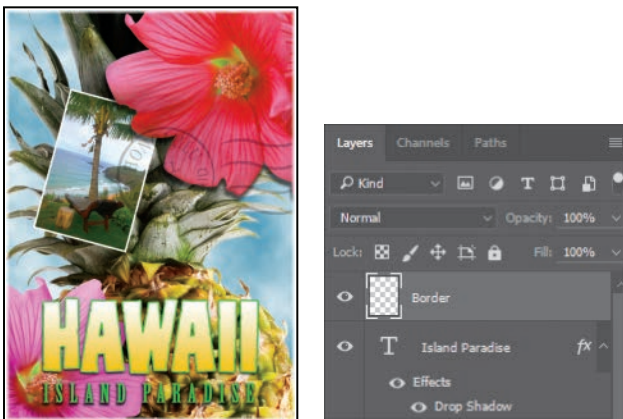 HAWAII
ISLAND PARADISE
Layers Channels Paths
Kind
Normal Opacity: 100%
Lock: Fill: 100%
Border
T Island Paradise fx
Effects
Drop Shadow